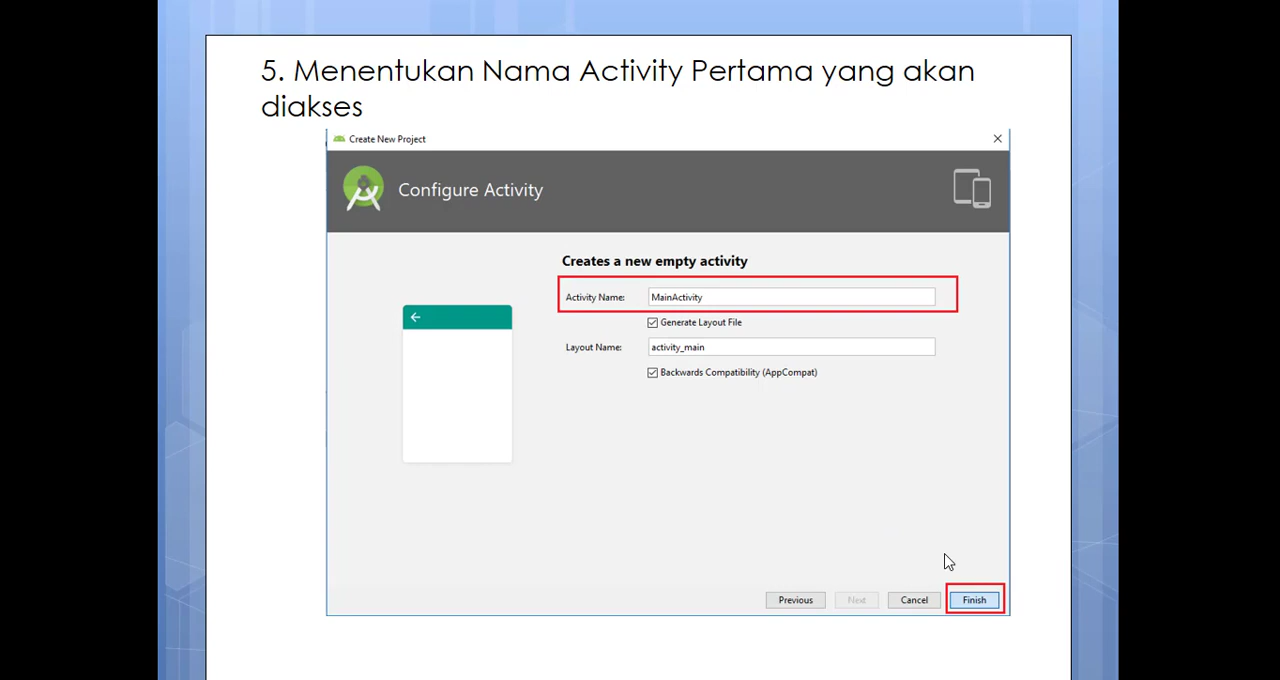 5. Menentukan Nama Activity Pertama yang akan
diakses
Create New Project
Configure Activity
Creates a new empty activity
Activity Name: MainActivity
Generate Layout File
Layout Name: activity_main
Backwards Compatibility (AppCompat)
Previous Next Cancel Finish